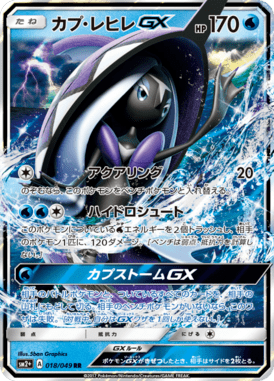 たね
カプ・レヒレGX
HP 170
アクアリング 20
のぞむなら、このポケモンをベンチポケモンと入れ替える。
ハイドロシュート
このポケモンについているエネルギーを2個トラッシュし、相手の
ポケモン1匹に、120ダメージ。[ベンチは弱点・抵抗力を計算し
ない。]
カプストームGX
弱点
抵抗力
にげる
Illus. 5ban Graphics
GXルール
ポケモンGXがきぜつしたとき、相手はサイドを2枚とる。
SM2+ A 018/049 RR
©2017 Pokémon/Nintendo/Creatures/GAME FREAK.